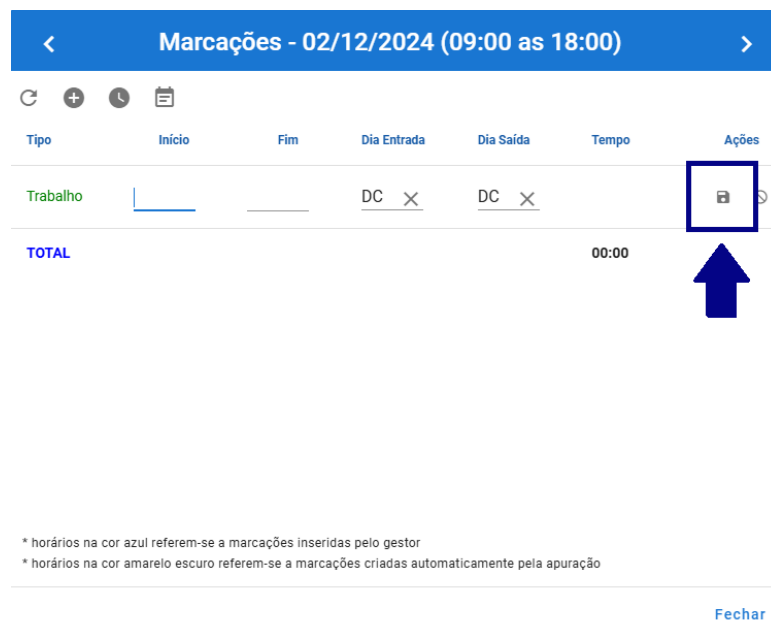 Marcações - 02/12/2024 (09:00 as 18:00)
Tipo Início Fim Dia Entrada Dia Saída Tempo Ações
Trabalho DC DC
TOTAL 00:00
* horários na cor azul referem-se a marcações inseridas pelo gestor
* horários na cor amarelo escuro referem-se a marcações criadas automaticamente pela apuração
Fechar